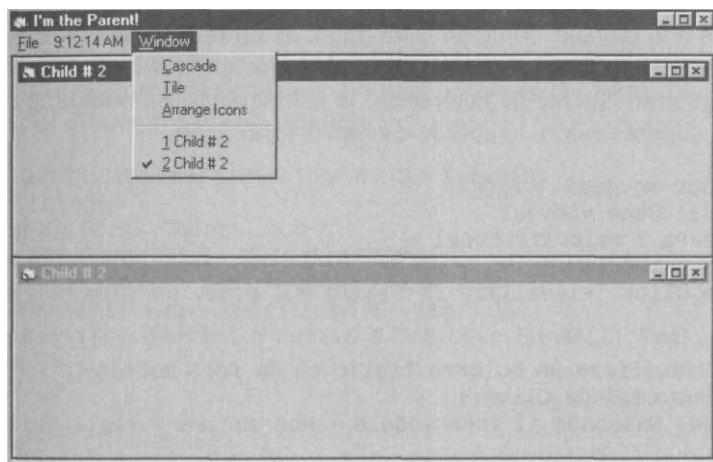 I'm the Parent!
File 9:12:14 AM Window
Child # 2
Cascade
Tile
Arrange Icons
1 Child # 2
✓ 2 Child # 2
Child # 2